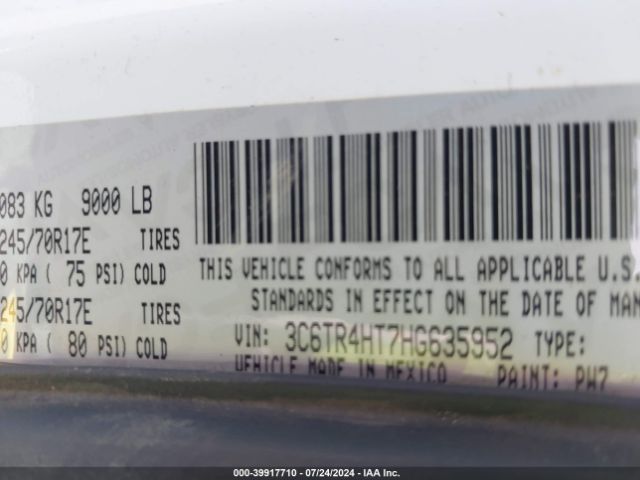 083 KG 9000 LB
245/70R17E TIRES
0 KPA ( 75 PSI) COLD
THIS VEHICLE CONFORMS TO ALL APPLICABLE U.S.
245/70R17E TIRES
STANDARDS IN EFFECT ON THE DATE OF MAN
0 KPA ( 80 PSI) COLD
VIN: 3C6TR4HT7HG635952 TYPE:
VEHICLE MADE IN MEXICO PAINT: PW7
000-39917710 - 07/24/2024 - IAA Inc.